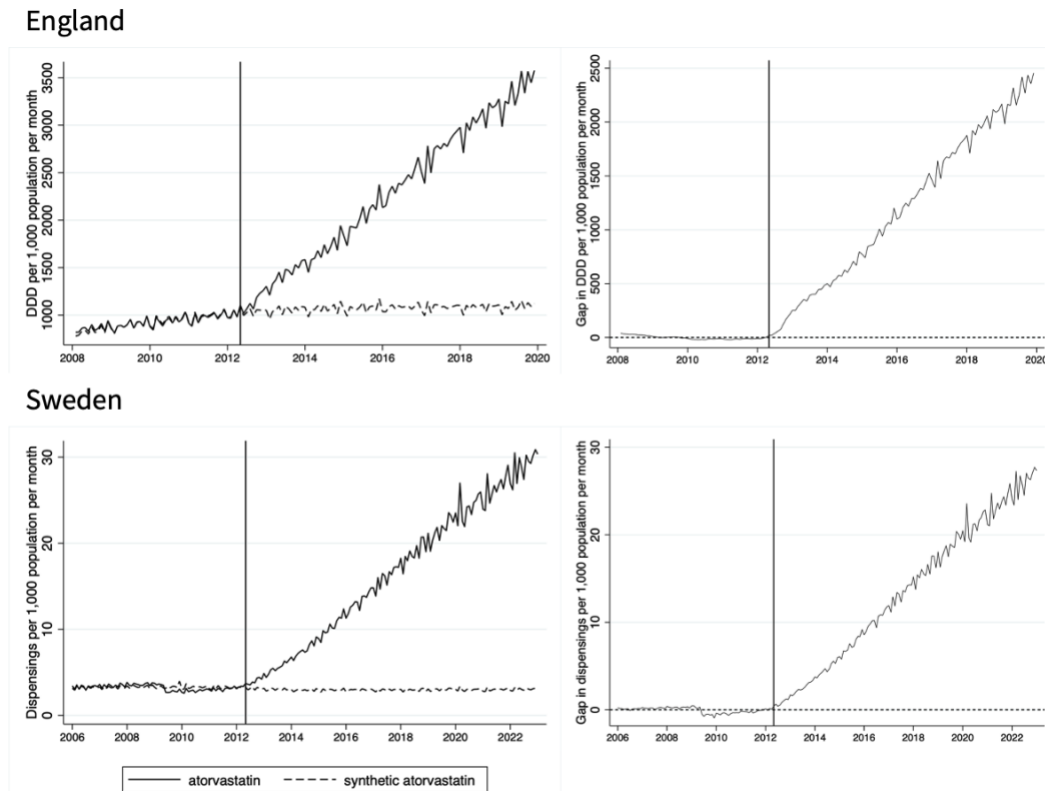 England
DDD per 1,000 population per month
3500
3000
2500
2000
1500
1000
2008 2010 2012 2014 2016 2018 2020
Gap in DDD per 1,000 population per month
2500
2000
1500
1000
500
0
2008 2010 2012 2014 2016 2018 2020
Sweden
Dispensings per 1,000 population per month
30
20
10
0
2006 2008 2010 2012 2014 2016 2018 2020 2022
Gap in dispensings per 1,000 population per month
30
20
10
0
2006 2008 2010 2012 2014 2016 2018 2020 2022
atorvastatin synthetic atorvastatin